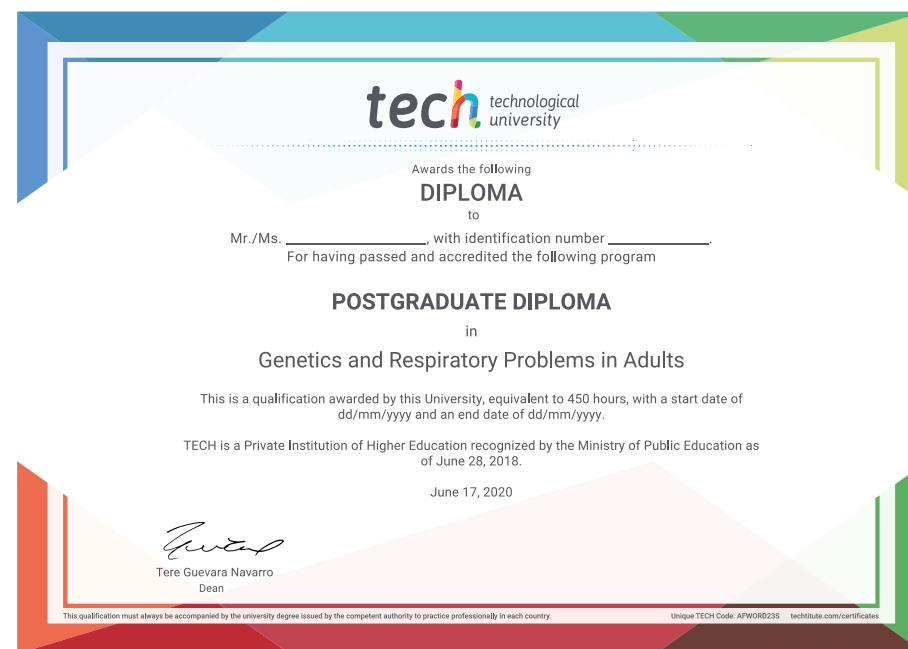 tech technological
university
Awards the following
DIPLOMA
to
Mr./Ms. ____________________, with identification number ______________.
For having passed and accredited the following program
POSTGRADUATE DIPLOMA
in
Genetics and Respiratory Problems in Adults
This is a qualification awarded by this University, equivalent to 450 hours, with a start date of
dd/mm/yyyy and an end date of dd/mm/yyyy.
TECH is a Private Institution of Higher Education recognized by the Ministry of Public Education as
of June 28, 2018.
June 17, 2020
Tere Guevara Navarro
Dean
This qualification must always be accompanied by the university degree issued by the competent authority to practice professionally in each country.
Unique TECH Code: AFWORD23S techtitute.com/certificates